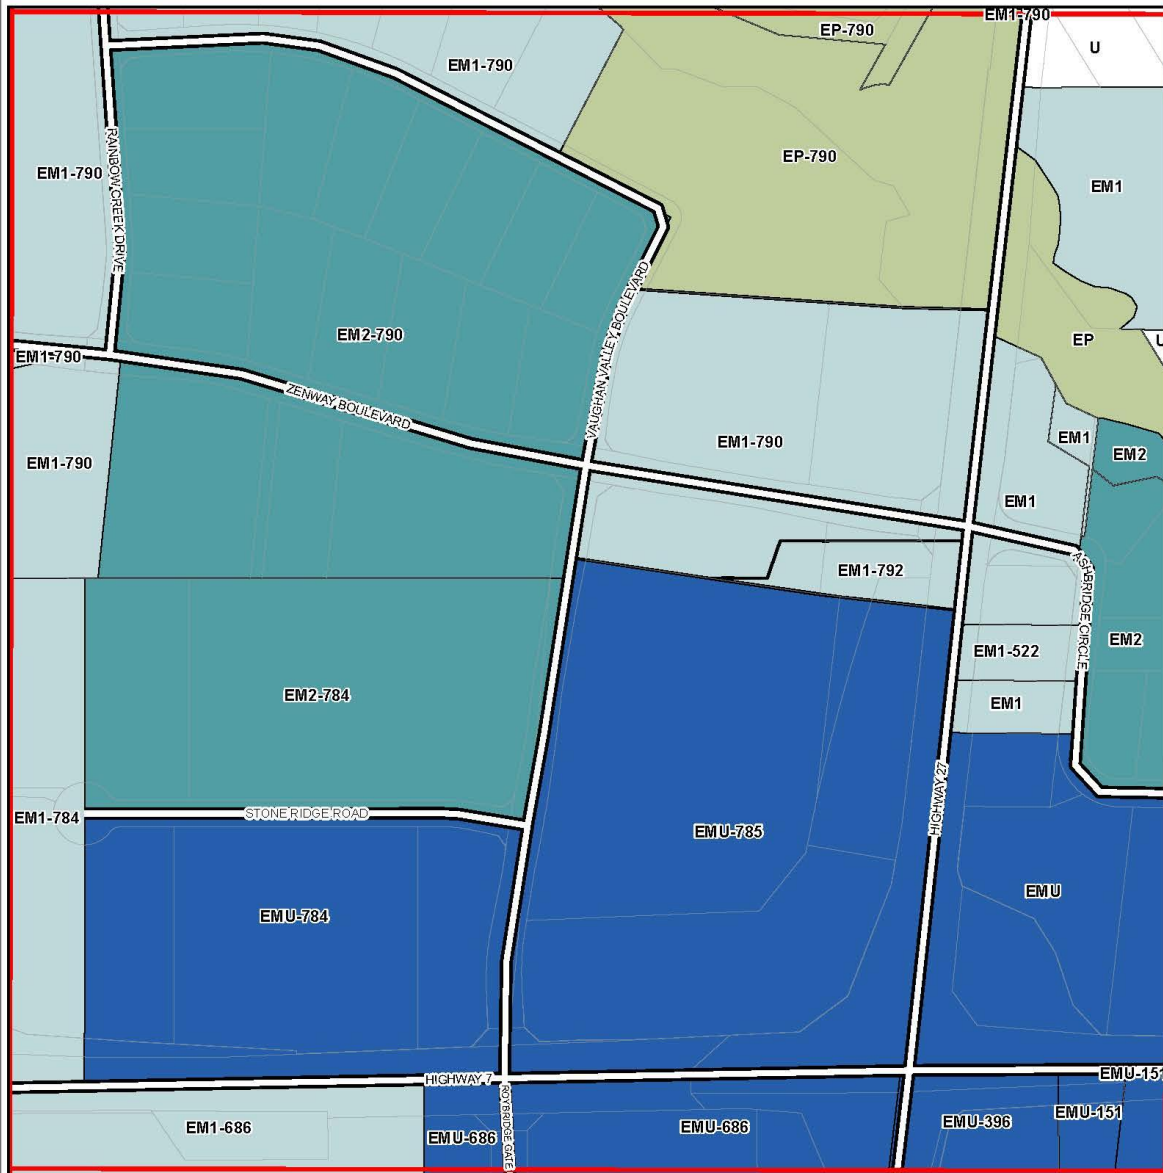 EP-790
EM1-790
U
EM1-790
EP-790
EM1-790
EM1
RAINBOW CREEK DRIVE
EM2-790
VAUGHAN VALLEY BOULEVARD
EP
U
EM1-790
ZENWAY BOULEVARD
EM1-790
EM1
EM2
EM1-790
EM1
EM1-792
ASHBRIDGE CIRCLE
EM1-522
EM2
EM2-784
EM1
HIGHWAY 27
EM1-784
STONE RIDGE ROAD
EMU-785
EMU-784
EMU
HIGHWAY 7
EMU-151
ROYBRIDGE GATE
EM1-686
EMU-686
EMU-686
EMU-396
EMU-151